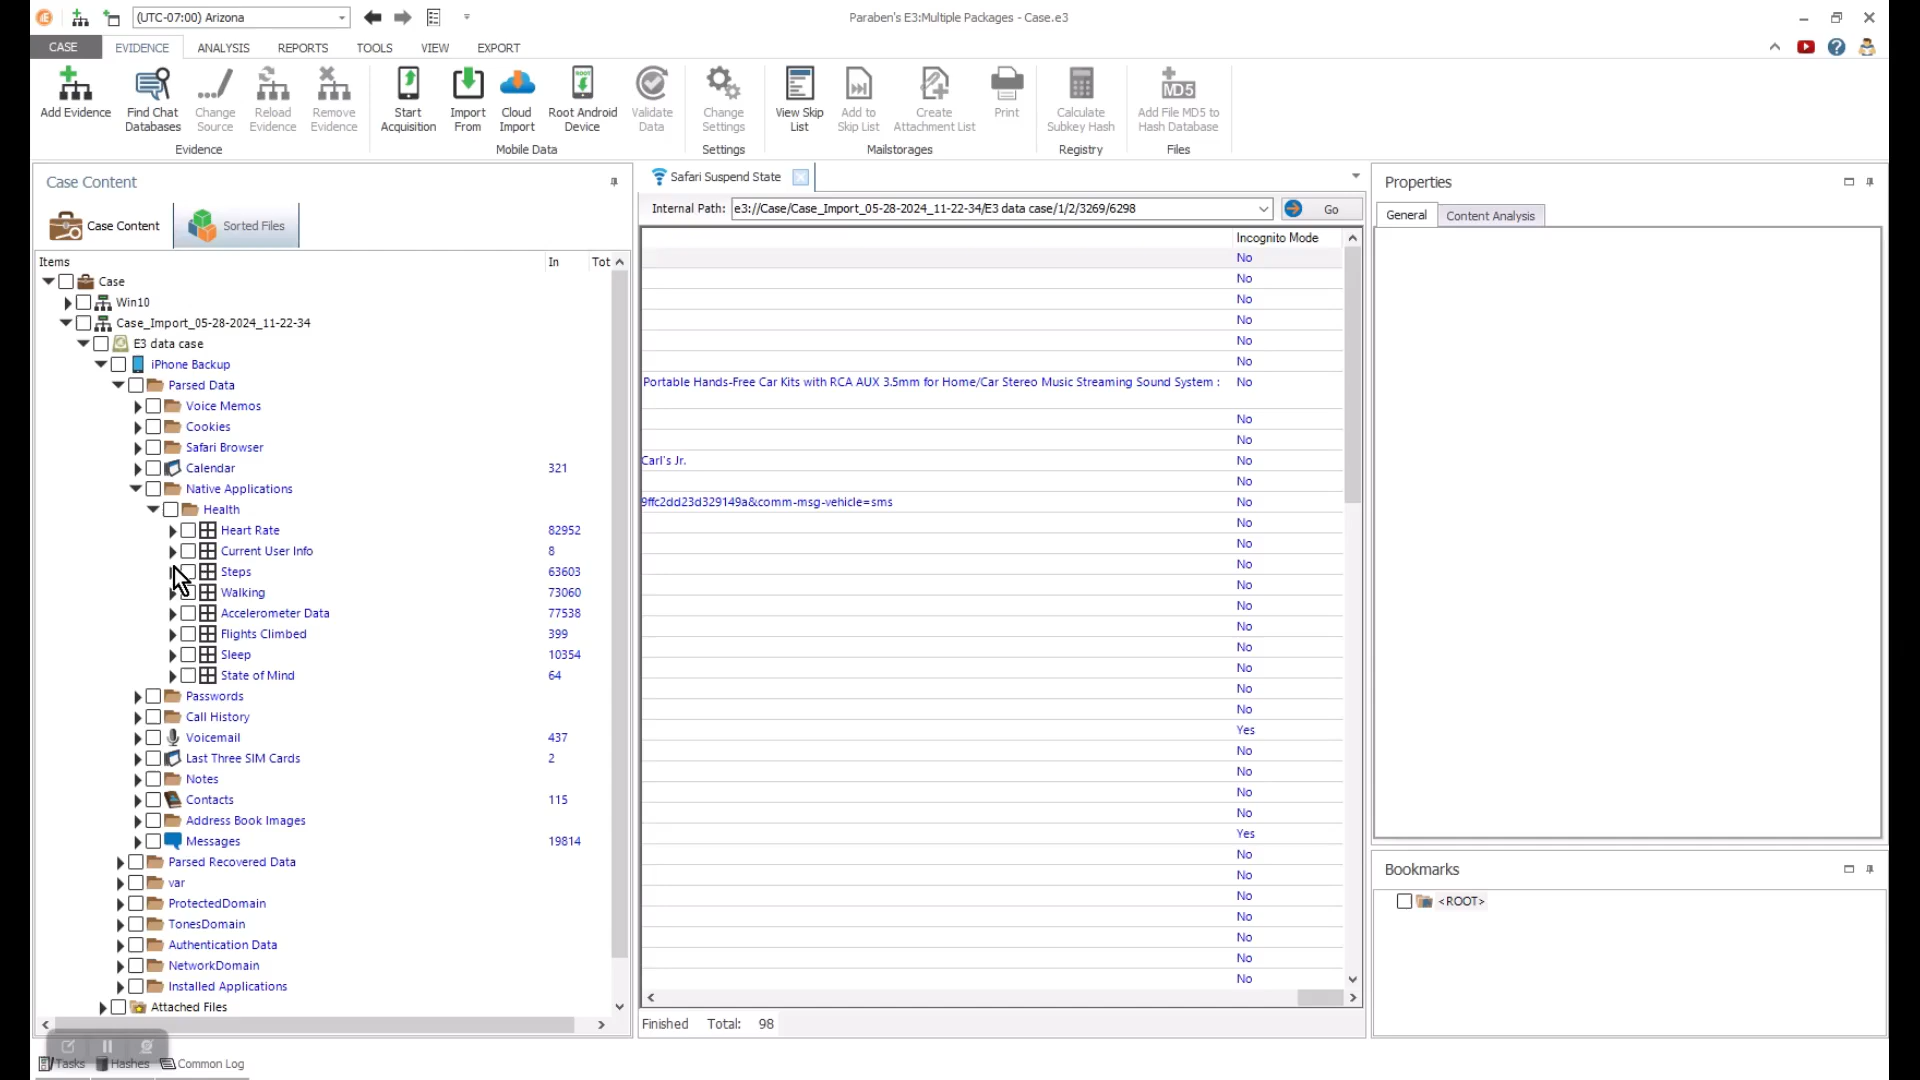 (UTC-07:00) Arizona
Paraben's E3:Multiple Packages - Case.e3
CASE
EVIDENCE
ANALYSIS
REPORTS
TOOLS
VIEW
EXPORT
Add Evidence
Find Chat
Databases
Change
Source
Reload
Evidence
Remove
Evidence
Evidence
Start
Acquisition
Import
From
Cloud
Import
ROOT
Root Android
Device
Validate
Data
Mobile Data
Change
Settings
Settings
View Skip
List
Add to
Skip List
Create
Attachment List
Print
Mailstorages
Calculate
Subkey Hash
Registry
MD5
Add File MD5 to
Hash Database
Files
Case Content
Case Content
Sorted Files
Items In Tot
Case
Win10
Case_Import_05-28-2024_11-22-34
E3 data case
iPhone Backup
Parsed Data
Voice Memos
Cookies
Safari Browser
Calendar 321
Native Applications
Health
Heart Rate 82952
Current User Info 8
Steps 63603
Walking 73060
Accelerometer Data 77538
Flights Climbed 399
Sleep 10354
State of Mind 64
Passwords
Call History
Voicemail 437
Last Three SIM Cards 2
Notes
Contacts 115
Address Book Images
Messages 19814
Parsed Recovered Data
var
ProtectedDomain
TonesDomain
Authentication Data
NetworkDomain
Installed Applications
Attached Files
Tasks
Hashes
Common Log
Safari Suspend State
Internal Path: e3://Case/Case_Import_05-28-2024_11-22-34/E3 data case/1/2/3269/6298 Go
Incognito Mode
No
No
No
No
No
No
Portable Hands-Free Car Kits with RCA AUX 3.5mm for Home/Car Stereo Music Streaming Sound System : No
No
No
Carl's Jr. No
No
9ffc2dd23d329149a&comm-msg-vehicle=sms No
No
No
No
No
No
No
No
No
No
No
Yes
No
No
No
No
Yes
No
No
No
No
No
No
No
Finished Total: 98
Properties
General
Content Analysis
Bookmarks
<ROOT>